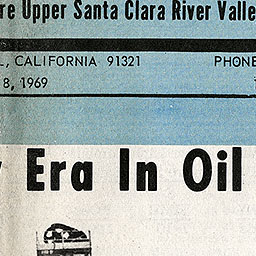 re Upper Santa Clara River Valle
L, CALIFORNIA 91321 PHONE
8, 1969
Era In Oil